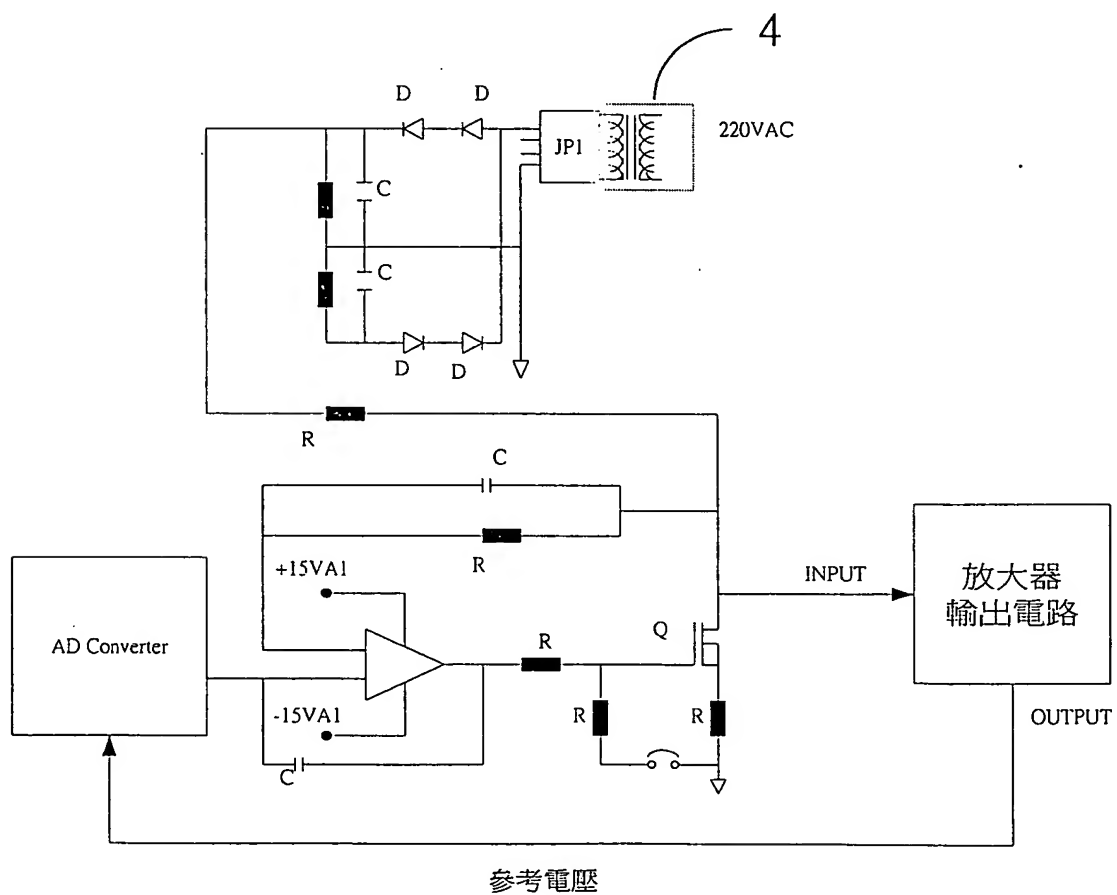 4
D
D
JP1
220VAC
C
C
D
D
R
C
R
+15VA1
INPUT
放大器
輸出電路
AD Converter
Q
R
-15VA1
R
R
OUTPUT
C
參考電壓